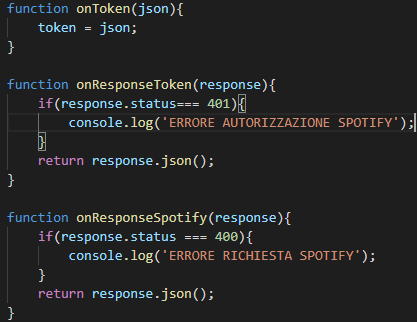 function onToken(json){
    token = json;
}

function onResponseToken(response){
    if(response.status=== 401){
        console.log('ERRORE AUTORIZZAZIONE SPOTIFY');
    }
    return response.json();
}

function onResponseSpotify(response){
    if(response.status === 400){
        console.log('ERRORE RICHIESTA SPOTIFY');
    }
    return response.json();
}